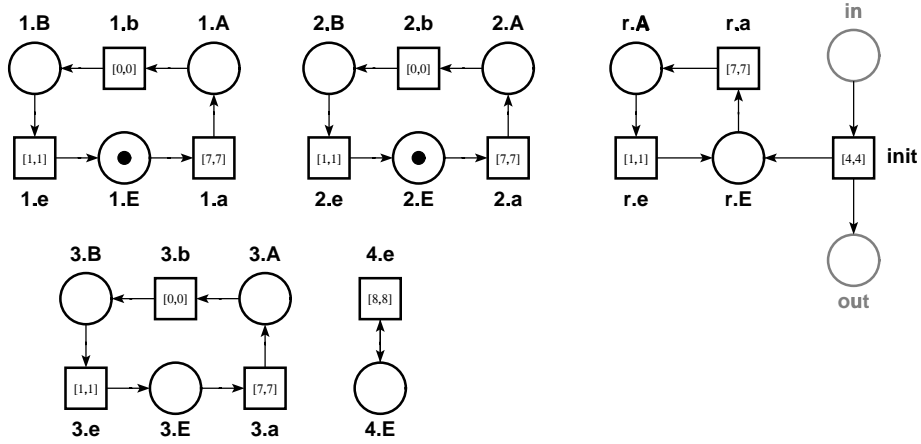 1.B 1.b 1.A 2.B 2.b 2.A r.A r.a in
[0,0] [0,0] [7,7]
[1,1] [7,7] [1,1] [7,7] [1,1] [4,4] init
1.e 1.E 1.a 2.e 2.E 2.a r.e r.E
3.B 3.b 3.A 4.e
[0,0] [8,8]
out
[1,1] [7,7]
3.e 3.E 3.a 4.E